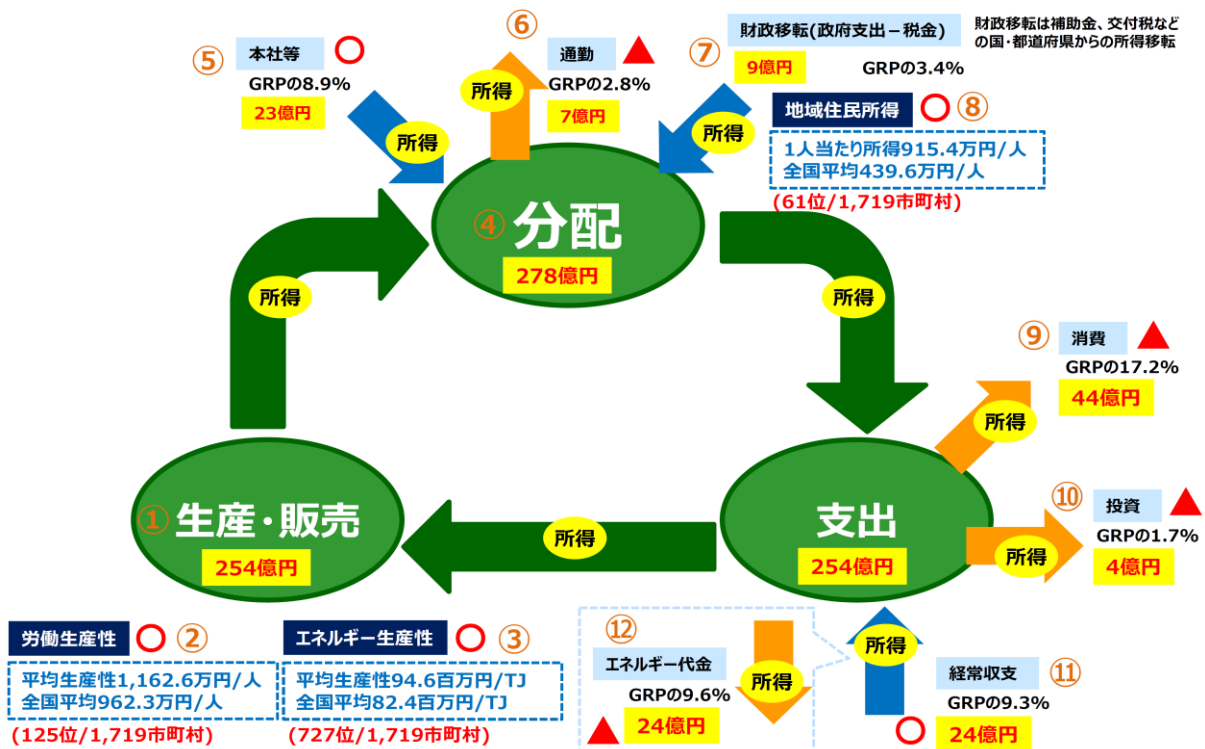 ⑤
本社等
GRPの8.9%
23億円
所得
⑥
通勤
GRPの2.8%
7億円
所得
⑦
財政移転(政府支出－税金)
9億円 GRPの3.4%
所得
財政移転は補助金、交付税など
の国・都道府県からの所得移転
地域住民所得
⑧
1人当たり所得915.4万円/人
全国平均439.6万円/人
(61位/1,719市町村)
④
分配
278億円
所得
所得
⑨
消費
GRPの17.2%
44億円
所得
⑩
投資
GRPの1.7%
4億円
所得
①
生産・販売
254億円
所得
支出
254億円
労働生産性
②
平均生産性1,162.6万円/人
全国平均962.3万円/人
(125位/1,719市町村)
エネルギー生産性
③
平均生産性94.6百万円/TJ
全国平均82.4百万円/TJ
(727位/1,719市町村)
⑫
エネルギー代金
GRPの9.6%
24億円
所得
所得
経常収支
⑪
GRPの9.3%
24億円